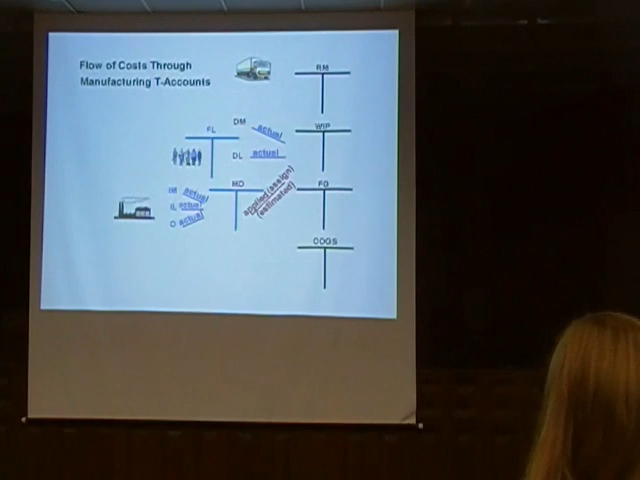 Flow of Costs Through
Manufacturing T-Accounts
RM
DM
actual
WIP
FL
DL
actual
MO
FG
applied (assign)
(estimated)
IM
actual
IL
actual
O
actual
COGS